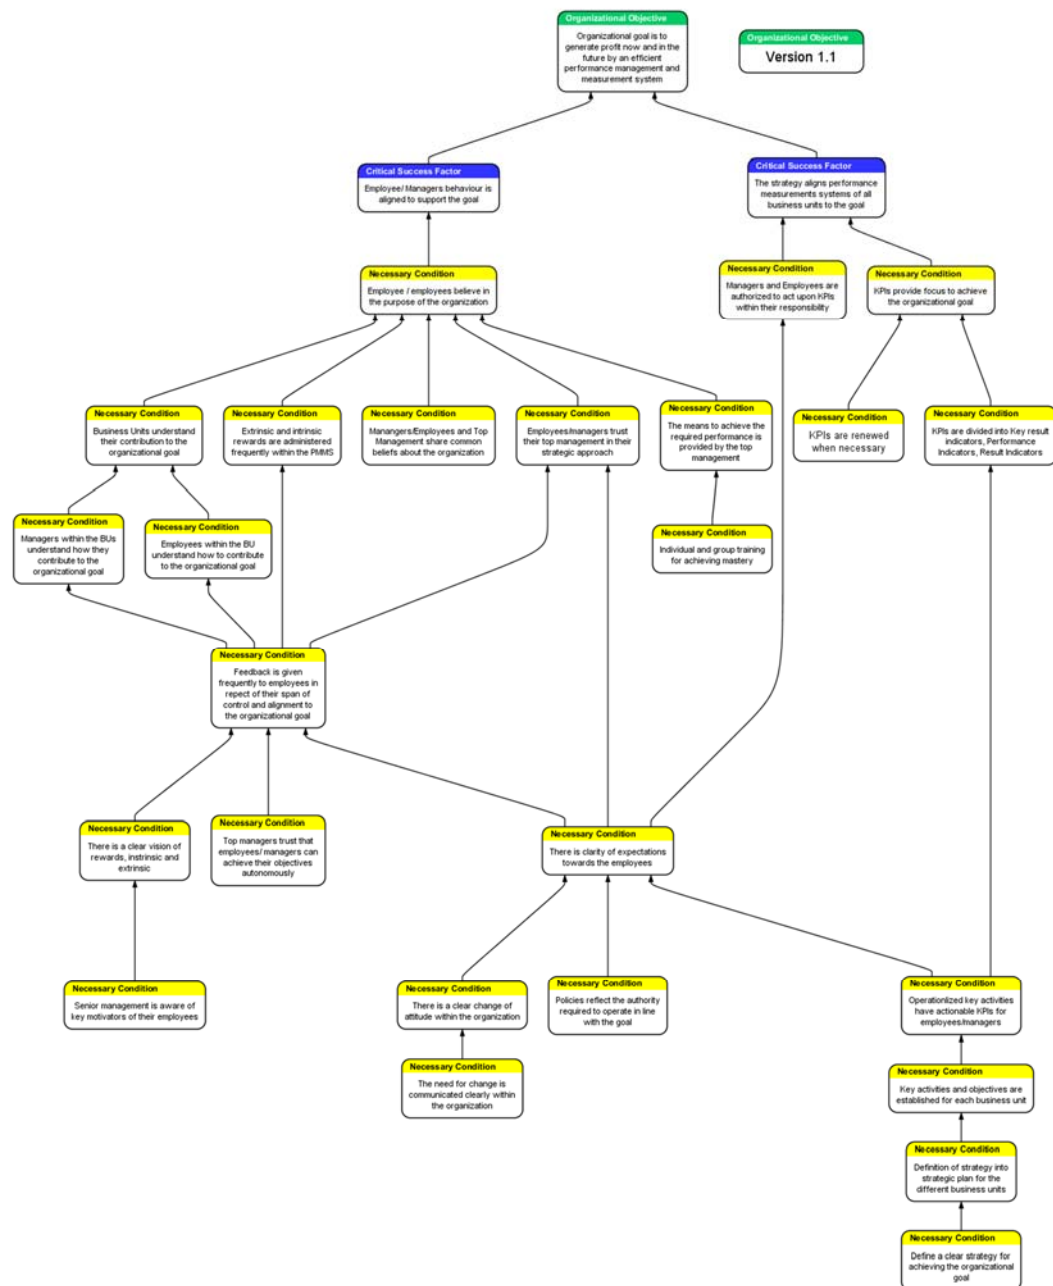 Organizational Objective
Organizational goal is to
generate profit now and in the
future by an efficient
performance management and
measurement system
Organizational Objective
Version 1.1
Critical Success Factor
Employee/ Managers behaviour is
aligned to support the goal
Critical Success Factor
The strategy aligns performance
measurements systems of all
business units to the goal
Necessary Condition
Employee / employees believe in
the purpose of the organization
Necessary Condition
Managers and Employees are
authorized to act upon KPIs
within their responsibility
Necessary Condition
KPIs provide focus to achieve
the organizational goal
Necessary Condition
Business Units understand
their contribution to the
organizational goal
Necessary Condition
Extrinsic and intrinsic
rewards are administered
frequently within the PMMS
Necessary Condition
Manangers/Employees and Top
Management share common
beliefs about the organization
Necessary Condition
Employees/managers trust
their top management in their
strategic approach
Necessary Condition
The means to achieve the
required performance is
provided by the top
management
Necessary Condition
KPIs are renewed
when necessary
Necessary Condition
KPIs are divided into Key result
indicators, Performance
Indicators, Result Indicators
Necessary Condition
Managers within the BUs
understand how they
contribute to the
organizational goal
Necessary Condition
Employees within the BU
understand how to contribute
to the organizational goal
Necessary Condition
Individual and group training
for achieving mastery
Necessary Condition
Feedback is given
frequently to employees in
repect of their span of
control and alignment to
the organizational goal
Necessary Condition
There is a clear vision of
rewards, instrinsic and
extrinsic
Necessary Condition
Top managers trust that
employees/ managers can
achieve their objectives
autonomously
Necessary Condition
There is clarity of expectations
towards the employees
Necessary Condition
Senior management is aware of
key motivators of their employees
Necessary Condition
There is a clear change of
attitude within the organization
Necessary Condition
Policies reflect the authority
required to operate in line
with the goal
Necessary Condition
Operationlized key activities
have actionable KPIs for
employees/managers
Necessary Condition
The need for change is
communicated clearly within
the organization
Necessary Condition
Key activities and objectives are
established for each business unit
Necessary Condition
Definition of strategy into
strategic plan for the
different business units
Necessary Condition
Define a clear strategy for
achieving the organizational
goal